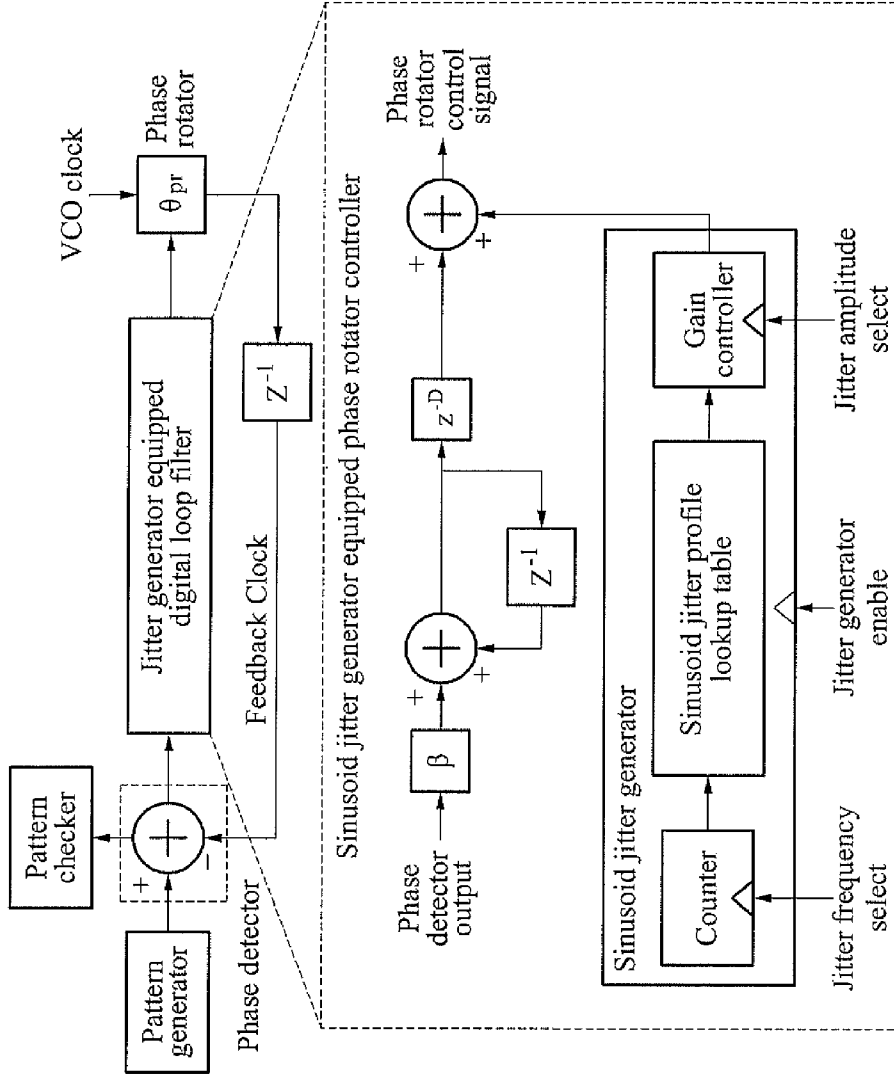 Pattern
checker
Pattern
generator
+
−
Phase detector
Jitter generator equipped
digital loop filter
VCO clock
θpr
Phase
rotator
Z⁻¹
Feedback Clock
Sinusoid jitter generator equipped phase rotator controller
Phase
detector
output
β
+
+
Z⁻¹
z⁻ᴰ
+
+
Phase
rotator
control
signal
Sinusoid jitter generator
Counter
Sinusoid jitter profile
lookup table
Gain
controller
Jitter frequency
select
Jitter generator
enable
Jitter amplitude
select